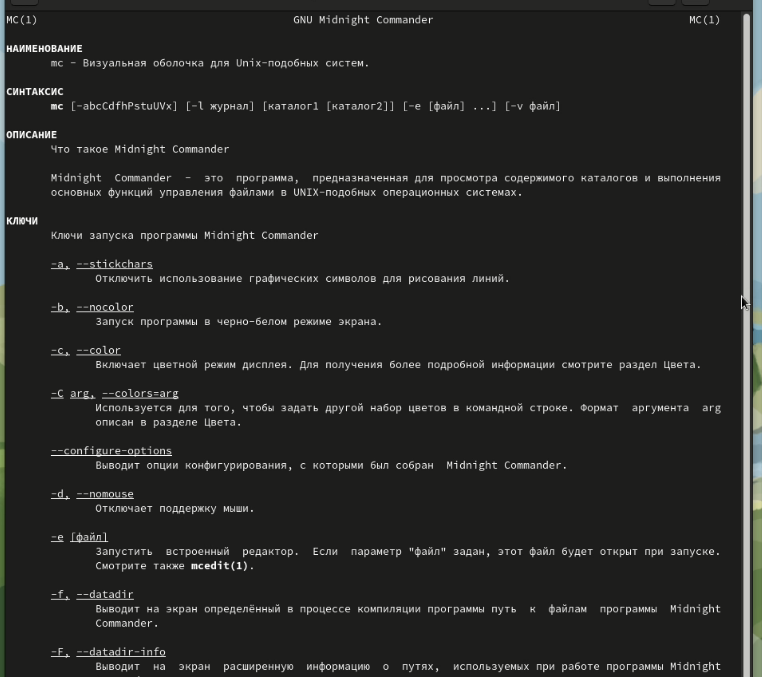 MC(1) GNU Midnight Commander MC(1)
НАИМЕНОВАНИЕ
mc - Визуальная оболочка для Unix-подобных систем.
СИНТАКСИС
mc [-abcCdfhPstuUVx] [-l журнал] [каталог1 [каталог2]] [-e [файл] ...] [-v файл]
ОПИСАНИЕ
Что такое Midnight Commander
Midnight Commander - это программа, предназначенная для просмотра содержимого каталогов и выполнения
основных функций управления файлами в UNIX-подобных операционных системах.
КЛЮЧИ
Ключи запуска программы Midnight Commander
-a, --stickchars
Отключить использование графических символов для рисования линий.
-b, --nocolor
Запуск программы в черно-белом режиме экрана.
-c, --color
Включает цветной режим дисплея. Для получения более подробной информации смотрите раздел Цвета.
-C arg, --colors=arg
Используется для того, чтобы задать другой набор цветов в командной строке. Формат аргумента arg
описан в разделе Цвета.
--configure-options
Выводит опции конфигурирования, с которыми был собран Midnight Commander.
-d, --nomouse
Отключает поддержку мыши.
-e [файл]
Запустить встроенный редактор. Если параметр "файл" задан, этот файл будет открыт при запуске.
Смотрите также mcedit(1).
-f, --datadir
Выводит на экран определённый в процессе компиляции программы путь к файлам программы Midnight
Commander.
-F, --datadir-info
Выводит на экран расширенную информацию о путях, используемых при работе программы Midnight